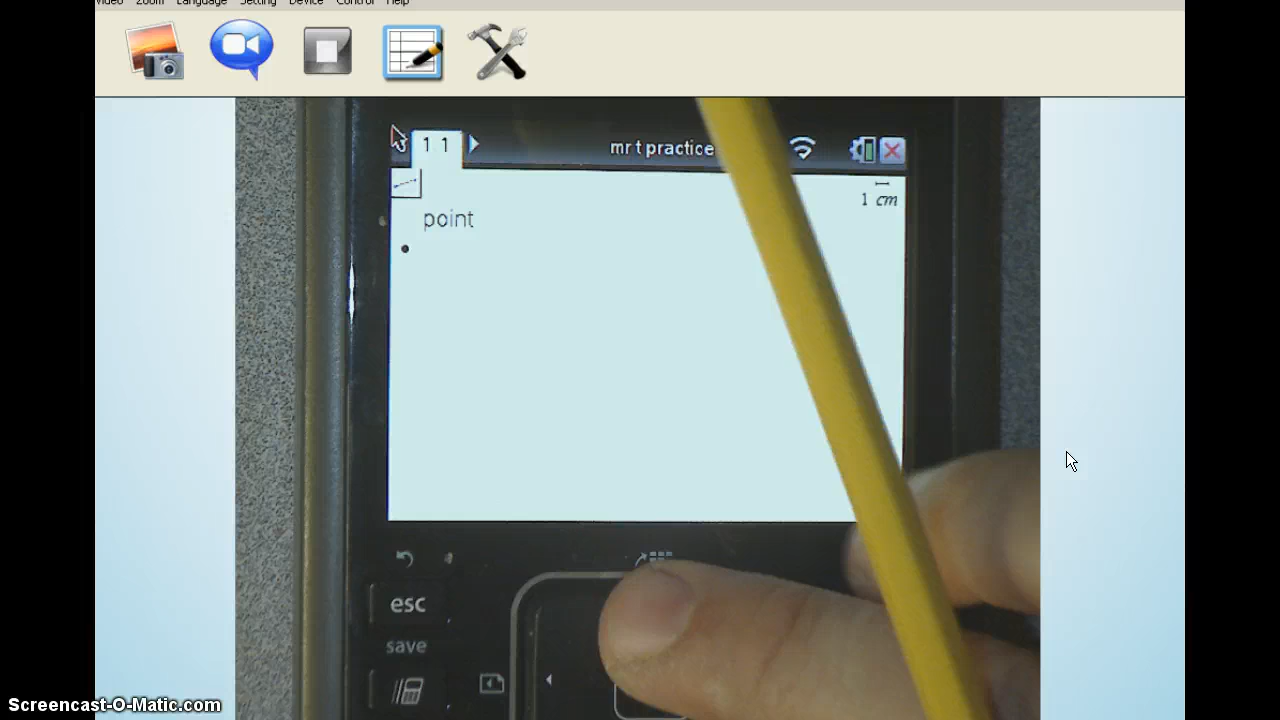 Video Zoom Language Setting Device Control Help
1 1 mr t practice
1 cm
point
esc
save
Screencast-O-Matic.com